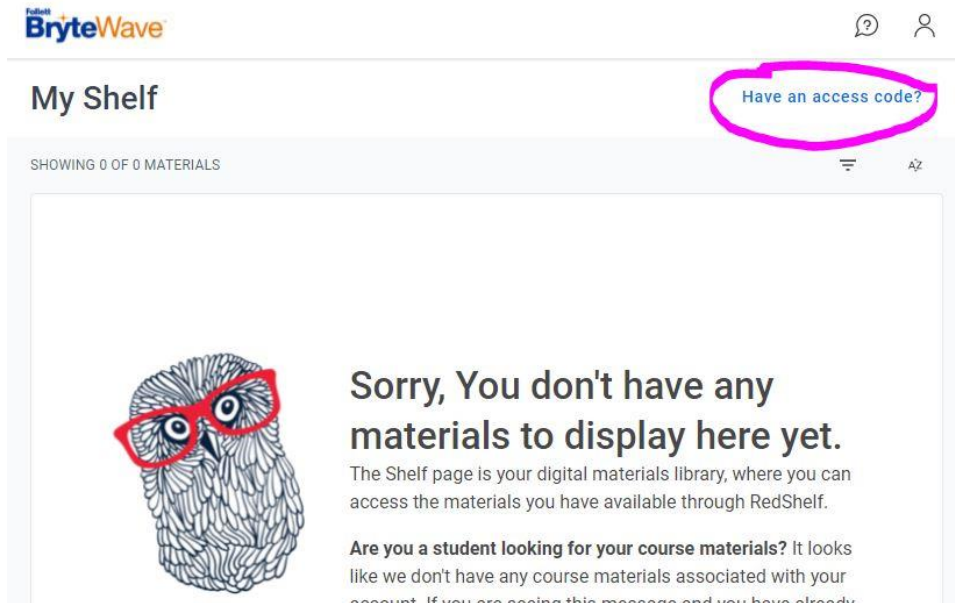 Follett
BryteWave
My Shelf
Have an access code?
SHOWING 0 OF 0 MATERIALS
AZ
Sorry, You don't have any
materials to display here yet.
The Shelf page is your digital materials library, where you can
access the materials you have available through RedShelf.
Are you a student looking for your course materials? It looks
like we don't have any course materials associated with your
account. If you are seeing this message and you have already